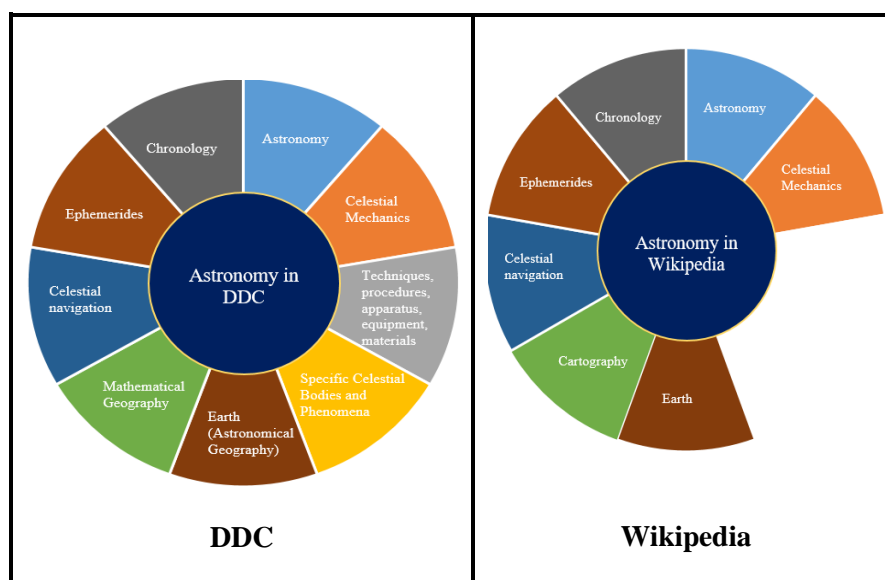 Chronology
Astronomy
Ephemerides
Celestial
Mechanics
Astronomy in
DDC
Techniques,
procedures,
apparatus,
equipment,
materials
Celestial
navigation
Mathematical
Geography
Specific Celestial
Bodies and
Phenomena
Earth
(Astronomical
Geography)
DDC
Chronology
Astronomy
Ephemerides
Celestial
Mechanics
Astronomy in
Wikipedia
Celestial
navigation
Cartography
Earth
Wikipedia